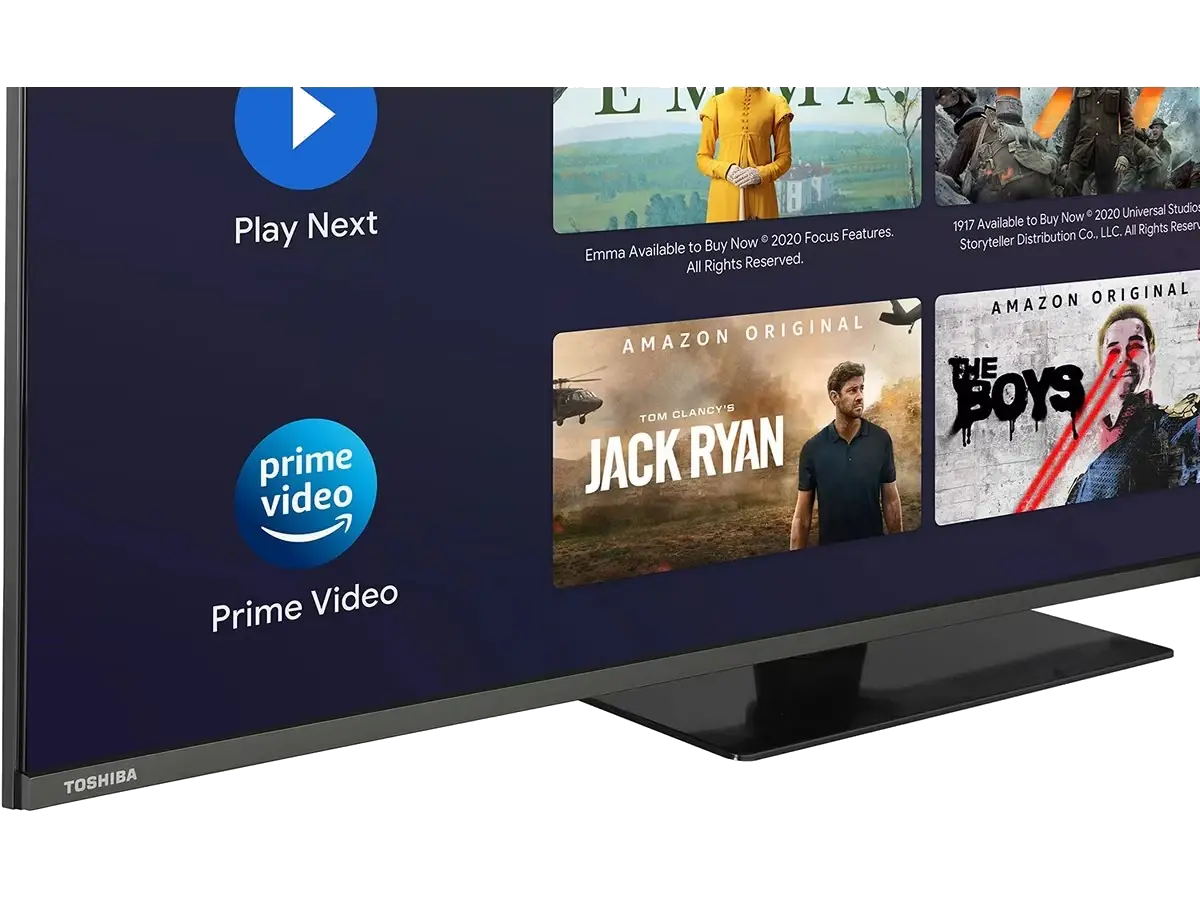 Play Next
EMMA.
Emma Available to Buy Now © 2020 Focus Features.
All Rights Reserved.
1917 Available to Buy Now © 2020 Universal Studios
Storyteller Distribution Co., LLC. All Rights
prime
video
Prime Video
AMAZON ORIGINAL
TOM CLANCY'S
JACK RYAN
AMAZON ORIGINAL
THE
BOYS
TOSHIBA